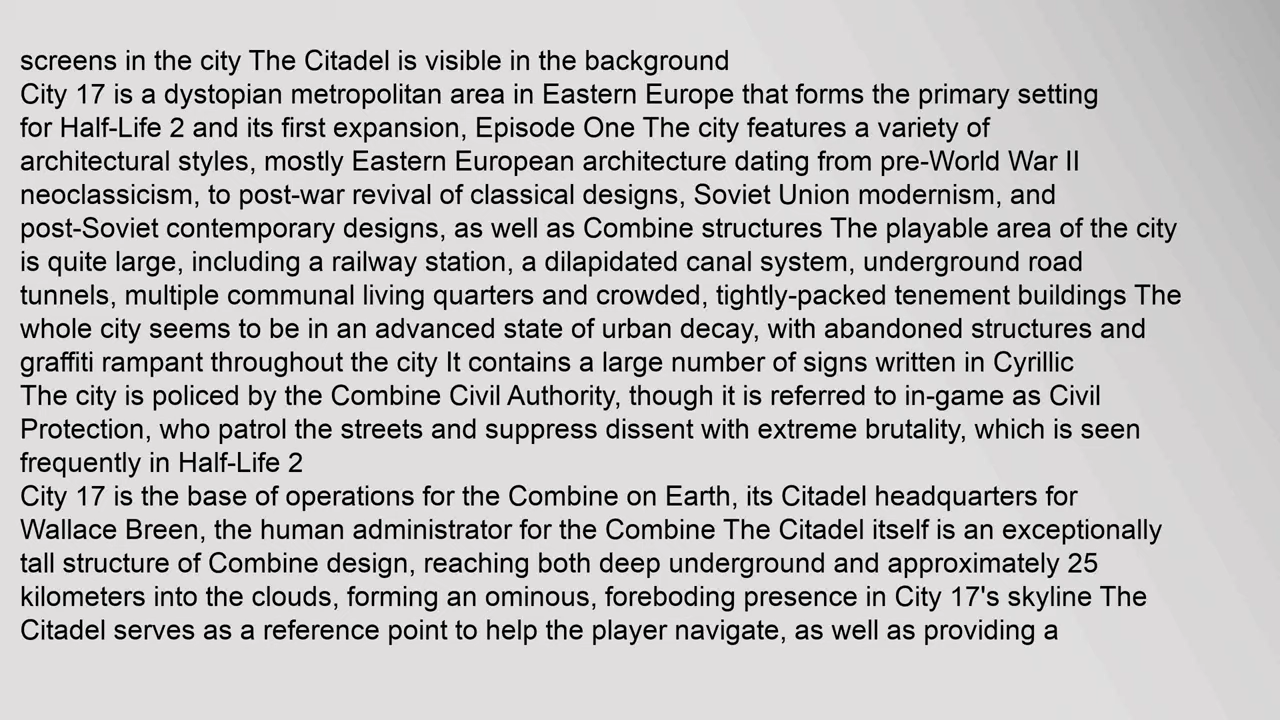 screens in the city The Citadel is visible in the background
City 17 is a dystopian metropolitan area in Eastern Europe that forms the primary setting
for Half-Life 2 and its first expansion, Episode One The city features a variety of
architectural styles, mostly Eastern European architecture dating from pre-World War II
neoclassicism, to post-war revival of classical designs, Soviet Union modernism, and
post-Soviet contemporary designs, as well as Combine structures The playable area of the city
is quite large, including a railway station, a dilapidated canal system, underground road
tunnels, multiple communal living quarters and crowded, tightly-packed tenement buildings The
whole city seems to be in an advanced state of urban decay, with abandoned structures and
graffiti rampant throughout the city It contains a large number of signs written in Cyrillic
The city is policed by the Combine Civil Authority, though it is referred to in-game as Civil
Protection, who patrol the streets and suppress dissent with extreme brutality, which is seen
frequently in Half-Life 2
City 17 is the base of operations for the Combine on Earth, its Citadel headquarters for
Wallace Breen, the human administrator for the Combine The Citadel itself is an exceptionally
tall structure of Combine design, reaching both deep underground and approximately 25
kilometers into the clouds, forming an ominous, foreboding presence in City 17's skyline The
Citadel serves as a reference point to help the player navigate, as well as providing a